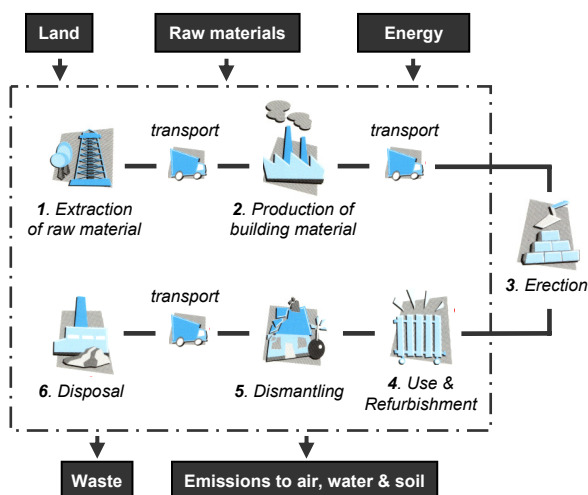 Land
Raw materials
Energy
transport
transport
1. Extraction
of raw material
2. Production of
building material
3. Erection
transport
6. Disposal
5. Dismantling
4. Use &
Refurbishment
Waste
Emissions to air, water & soil